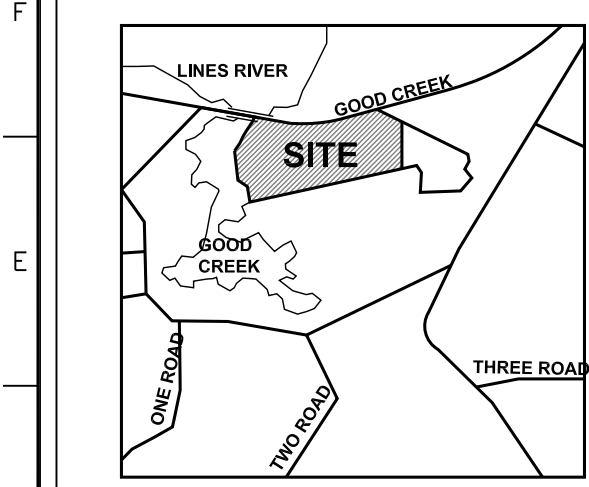 F
LINES RIVER
GOOD CREEK
SITE
E
GOOD
CREEK
ONE ROAD
TWO ROAD
THREE ROAD